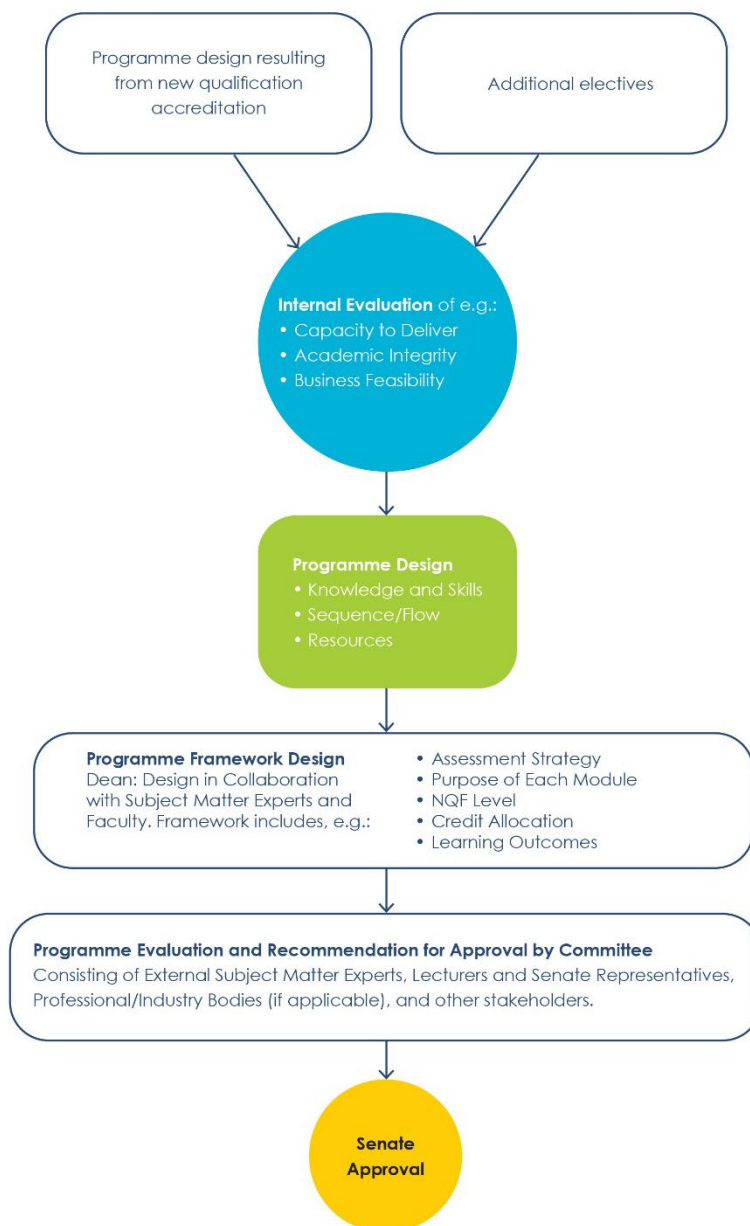 Programme design resulting
from new qualification
accreditation
Additional electives
Internal Evaluation of e.g.:
• Capacity to Deliver
• Academic Integrity
• Business Feasibility
Programme Design
• Knowledge and Skills
• Sequence/Flow
• Resources
Programme Framework Design
Dean: Design in Collaboration
with Subject Matter Experts and
Faculty. Framework includes, e.g.:
• Assessment Strategy
• Purpose of Each Module
• NQF Level
• Credit Allocation
• Learning Outcomes
Programme Evaluation and Recommendation for Approval by Committee
Consisting of External Subject Matter Experts, Lecturers and Senate Representatives,
Professional/Industry Bodies (if applicable), and other stakeholders.
Senate
Approval